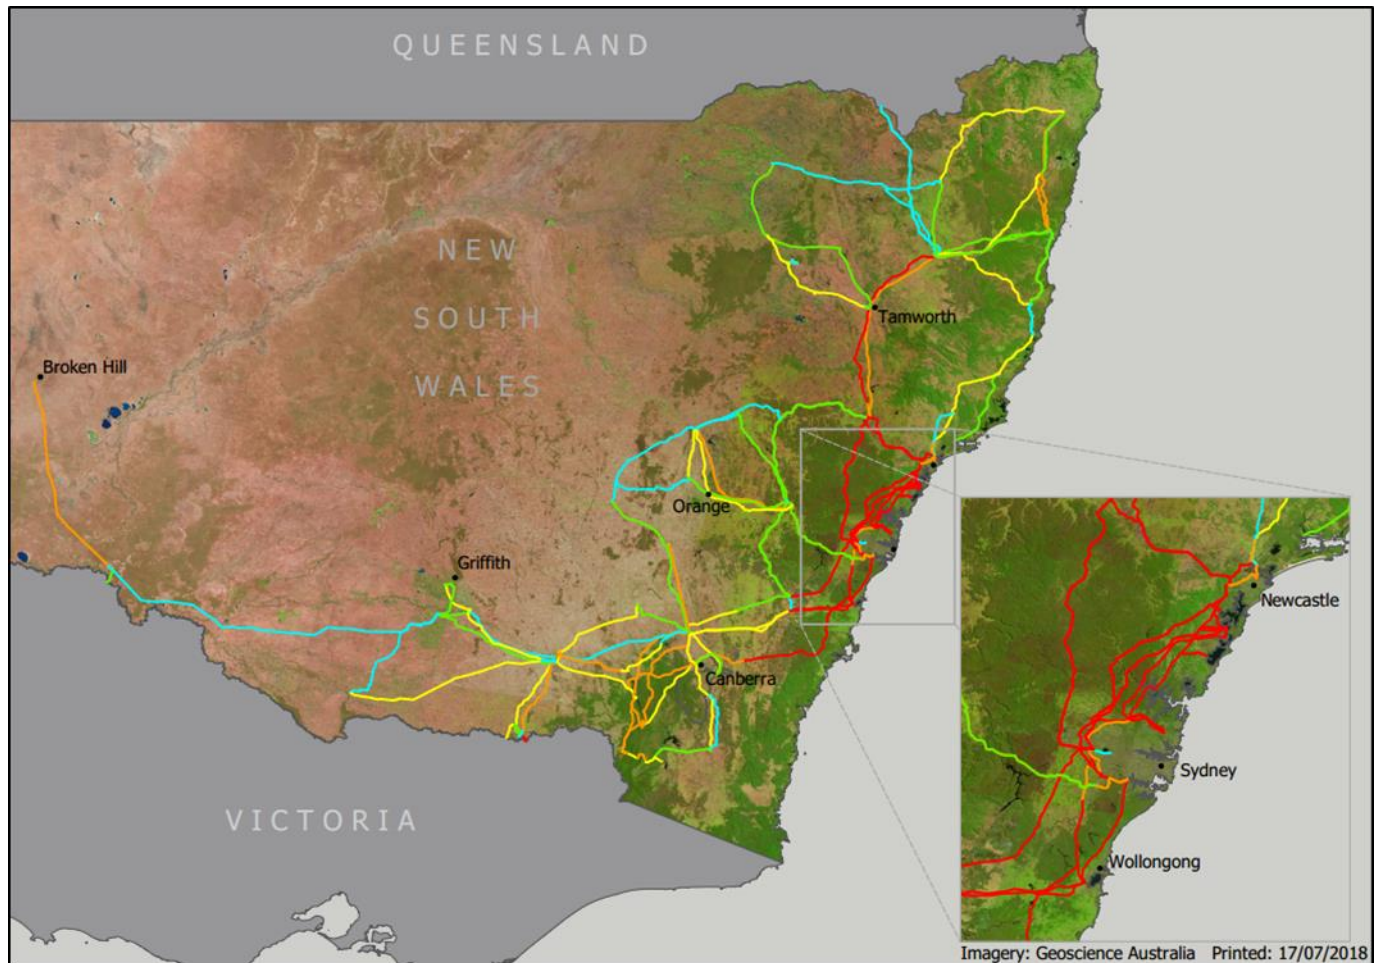 QUEENSLAND
NEW
SOUTH
WALES
Tamworth
Broken Hill
Orange
Griffith
Canberra
VICTORIA
Newcastle
Sydney
Wollongong
Imagery: Geoscience Australia Printed: 17/07/2018